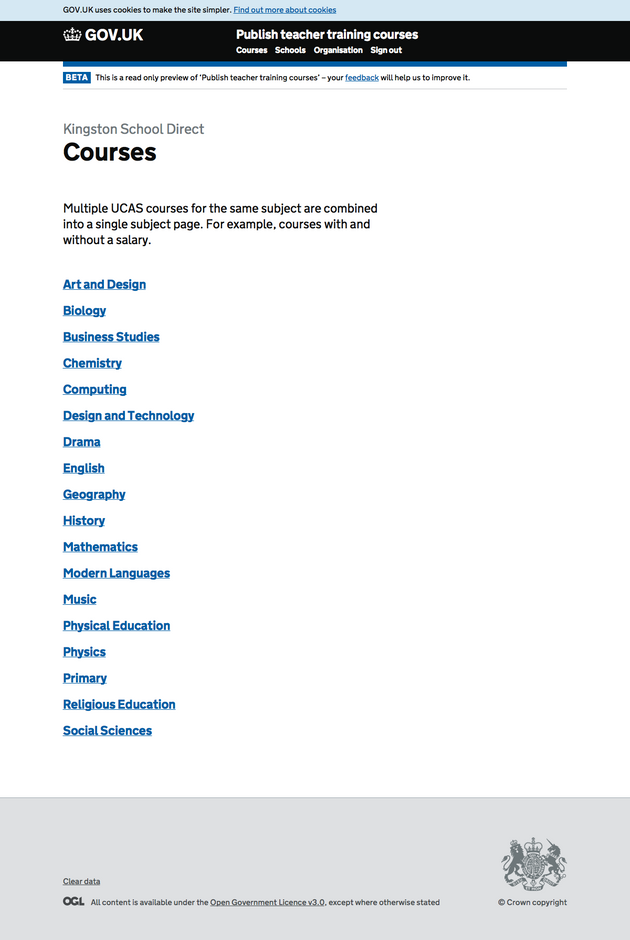 GOV.UK uses cookies to make the site simpler. Find out more about cookies
GOV.UK
Publish teacher training courses
Courses Schools Organisation Sign out
BETA This is a read only preview of 'Publish teacher training courses' – your feedback will help us to improve it.
Kingston School Direct
Courses
Multiple UCAS courses for the same subject are combined
into a single subject page. For example, courses with and
without a salary.
Art and Design
Biology
Business Studies
Chemistry
Computing
Design and Technology
Drama
English
Geography
History
Mathematics
Modern Languages
Music
Physical Education
Physics
Primary
Religious Education
Social Sciences
Clear data
OGL All content is available under the Open Government Licence v3.0, except where otherwise stated
© Crown copyright